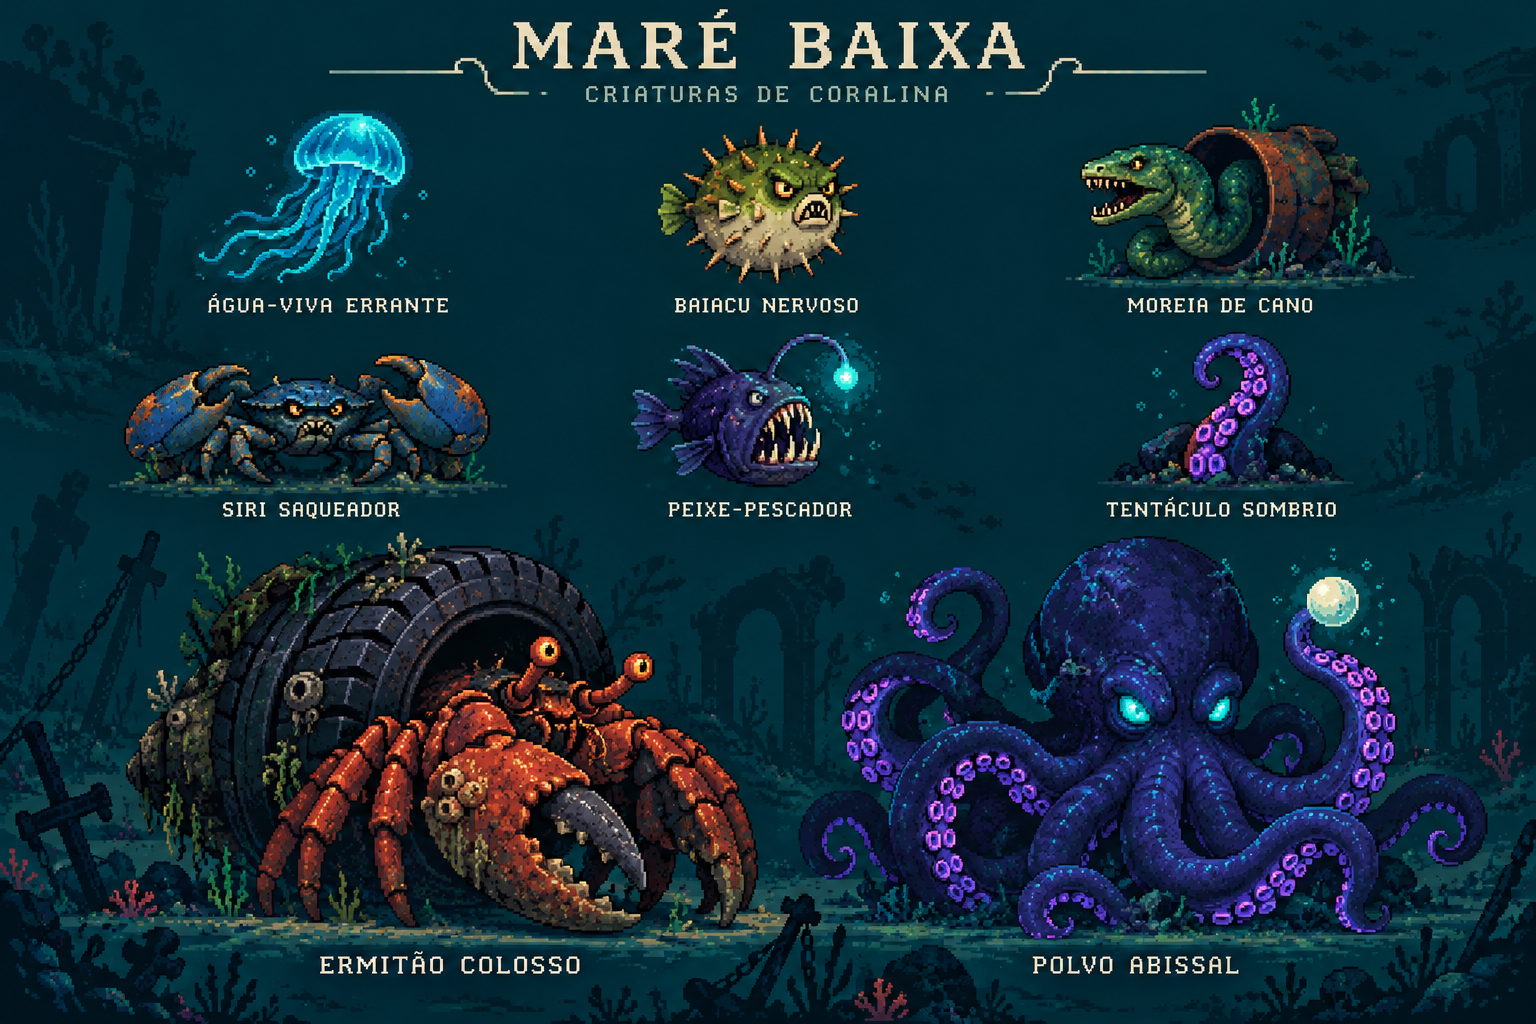 MARÉ BAIXA
CRIATURAS DE CORALINA
ÁGUA-VIVA ERRANTE
BAIACU NERVOSO
MOREIA DE CANO
SIRI SAQUEADOR
PEIXE-PESCADOR
TENTÁCULO SOMBRIO
ERMITÃO COLOSSO
POLVO ABISSAL